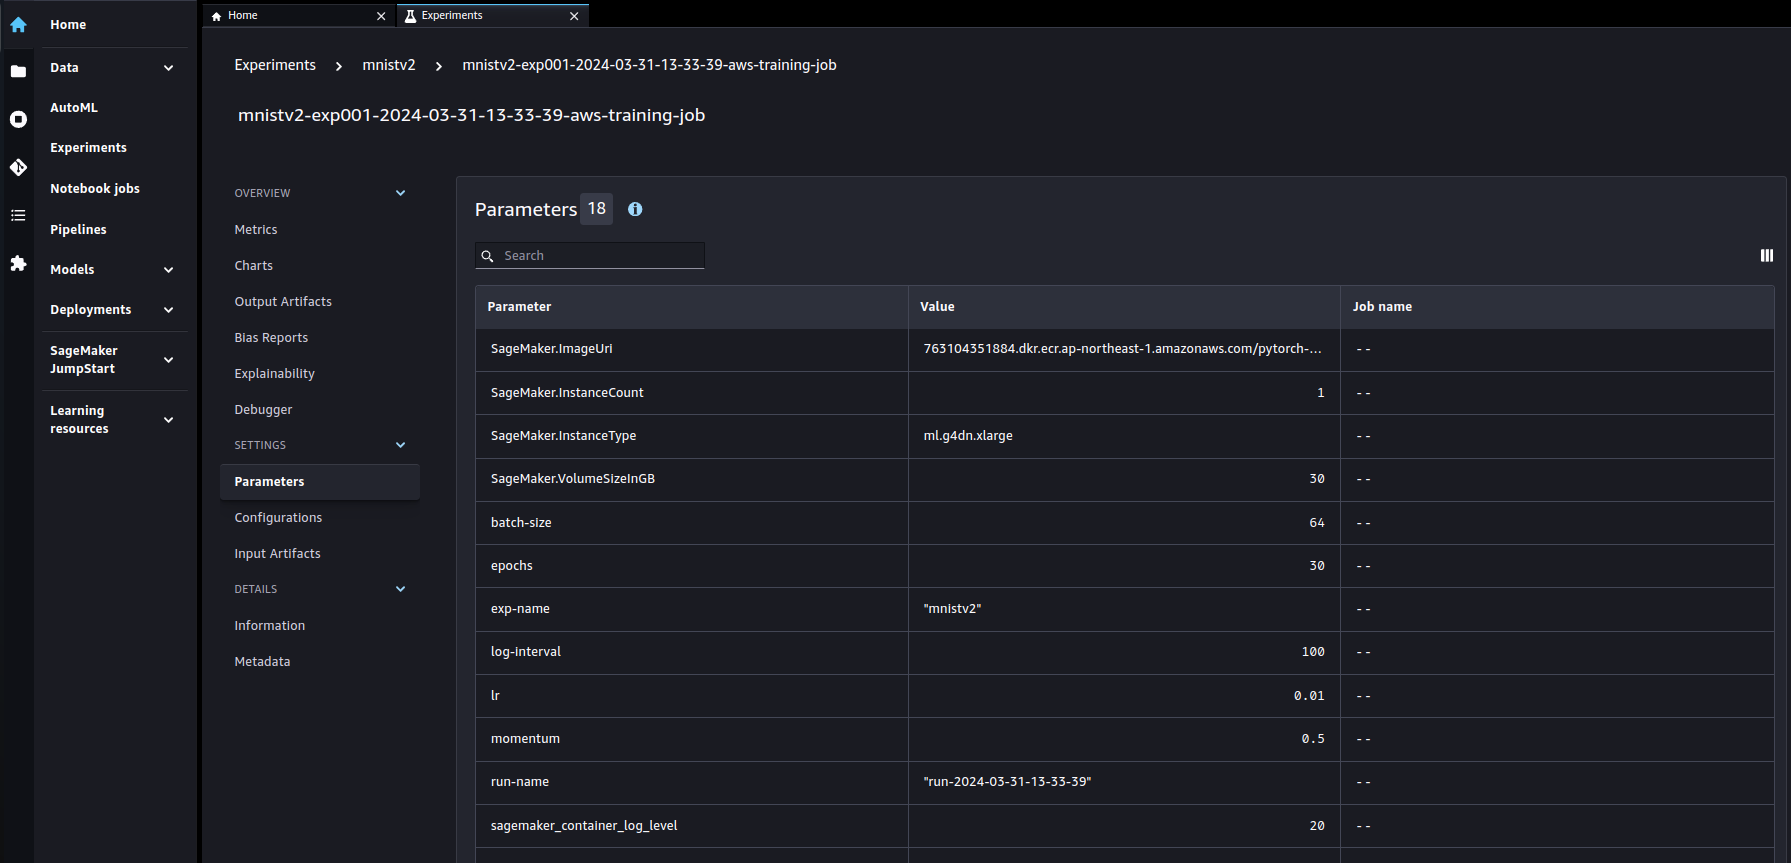 Home
Data
AutoML
Experiments
Notebook jobs
Pipelines
Models
Deployments
SageMaker
JumpStart
Learning
resources
Home
Experiments
Experiments > mnistv2 > mnistv2-exp001-2024-03-31-13-33-39-aws-training-job
mnistv2-exp001-2024-03-31-13-33-39-aws-training-job
OVERVIEW
Metrics
Charts
Output Artifacts
Bias Reports
Explainability
Debugger
SETTINGS
Parameters
Configurations
Input Artifacts
DETAILS
Information
Metadata
Parameters 18
Search
Parameter Value Job name
SageMaker.ImageUri 763104351884.dkr.ecr.ap-northeast-1.amazonaws.com/pytorch-... --
SageMaker.InstanceCount 1 --
SageMaker.InstanceType ml.g4dn.xlarge --
SageMaker.VolumeSizeInGB 30 --
batch-size 64 --
epochs 30 --
exp-name "mnistv2" --
log-interval 100 --
lr 0.01 --
momentum 0.5 --
run-name "run-2024-03-31-13-33-39" --
sagemaker_container_log_level 20 --